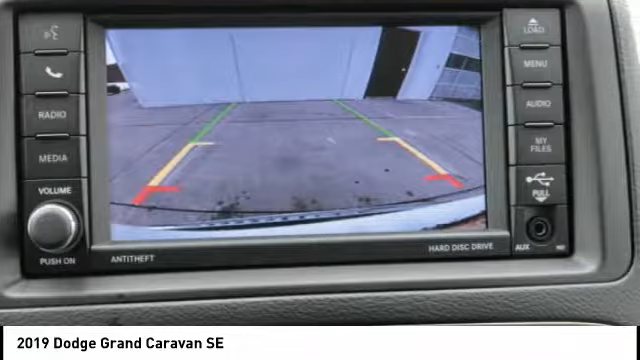 LOAD
MENU
RADIO
AUDIO
MEDIA
MY
FILES
VOLUME
PULL
PUSH ON
ANTITHEFT
HARD DISC DRIVE
AUX
2019 Dodge Grand Caravan SE